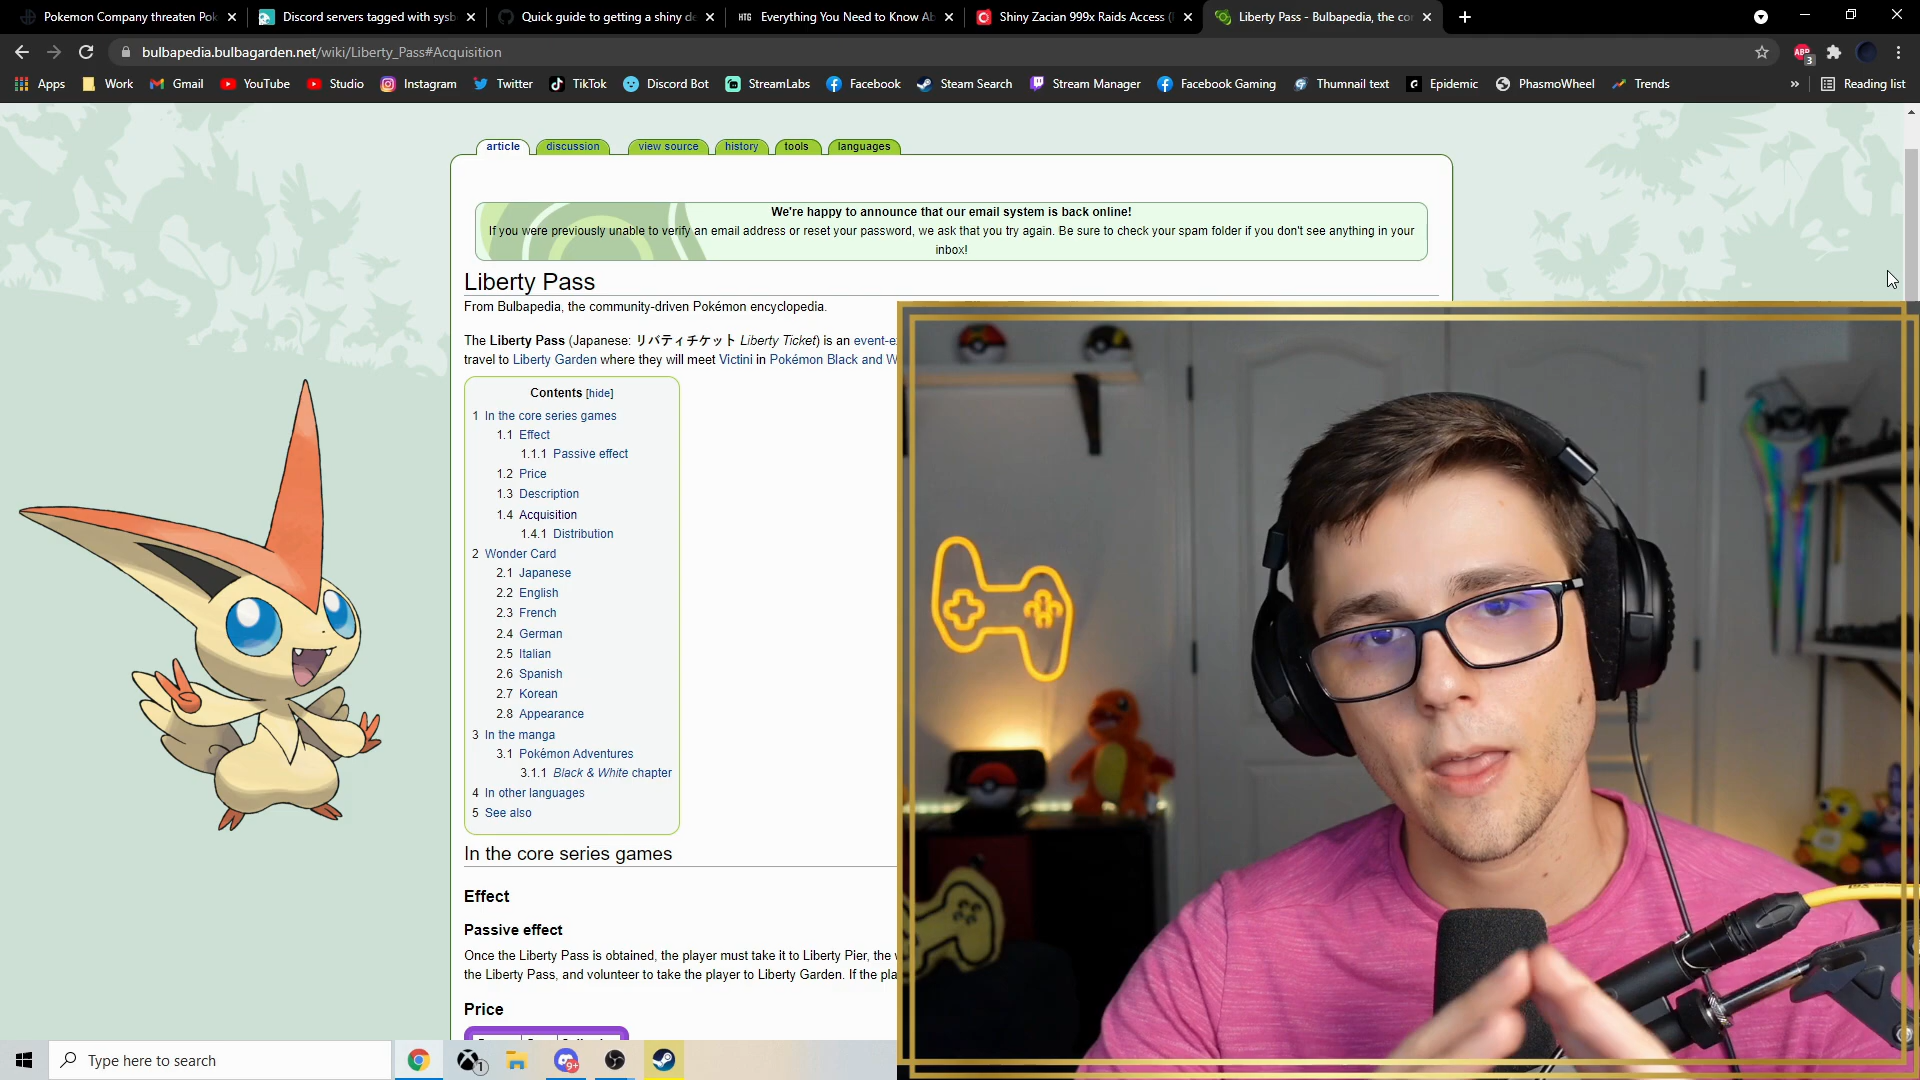 Pokemon Company threaten Pok
Discord servers tagged with sysb
Quick guide to getting a shiny de
HTG Everything You Need to Know Ab
Shiny Zacian 999x Raids Access (
Liberty Pass - Bulbapedia, the co
bulbapedia.bulbagarden.net/wiki/Liberty_Pass#Acquisition
ABP 3
Apps Work Gmail YouTube Studio Instagram Twitter TikTok Discord Bot StreamLabs Facebook Steam Search Stream Manager Facebook Gaming Thumnail text Epidemic PhasmoWheel Trends » Reading list
article discussion view source history tools languages
We're happy to announce that our email system is back online!
If you were previously unable to verify an email address or reset your password, we ask that you try again. Be sure to check your spam folder if you don't see anything in your
inbox!
Liberty Pass
From Bulbapedia, the community-driven Pokémon encyclopedia.
The Liberty Pass (Japanese: リバティチケット Liberty Ticket) is an event-e
travel to Liberty Garden where they will meet Victini in Pokémon Black and W
Contents [hide]
1 In the core series games
1.1 Effect
1.1.1 Passive effect
1.2 Price
1.3 Description
1.4 Acquisition
1.4.1 Distribution
2 Wonder Card
2.1 Japanese
2.2 English
2.3 French
2.4 German
2.5 Italian
2.6 Spanish
2.7 Korean
2.8 Appearance
3 In the manga
3.1 Pokémon Adventures
3.1.1 Black & White chapter
4 In other languages
5 See also
In the core series games
Effect
Passive effect
Once the Liberty Pass is obtained, the player must take it to Liberty Pier, the
the Liberty Pass, and volunteer to take the player to Liberty Garden. If the pla
Price
Type here to search
1
9+